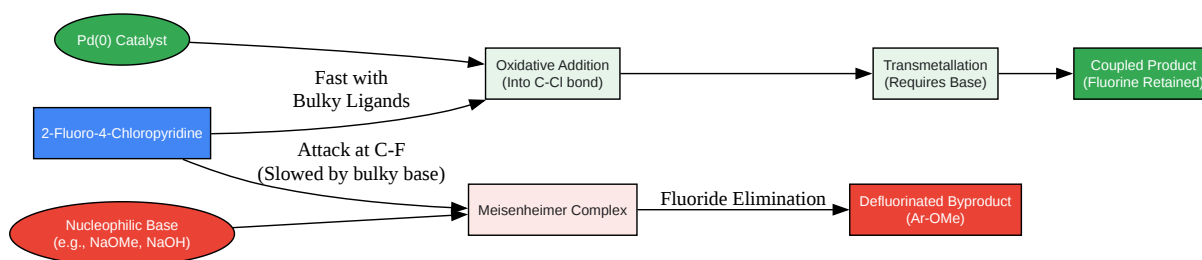 Pd(0) Catalyst
Oxidative Addition
(Into C-Cl bond)
Transmetallation
(Requires Base)
Coupled Product
(Fluorine Retained)
Fast with
Bulky Ligands
2-Fluoro-4-Chloropyridine
Attack at C-F
(Slowed by bulky base)
Nucleophilic Base
(e.g., NaOMe, NaOH)
Meisenheimer Complex
Fluoride Elimination
Defluorinated Byproduct
(Ar-OMe)